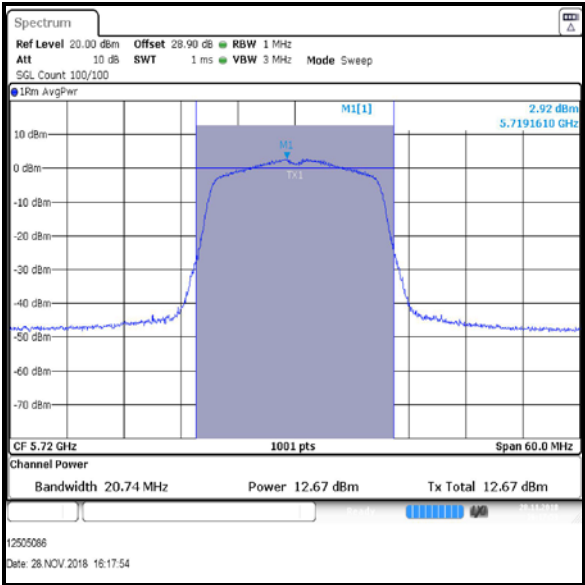 Spectrum
Ref Level 20.00 dBm Offset 28.90 dB RBW 1 MHz
Att 10 dB SWT 1 ms VBW 3 MHz Mode Sweep
SGL Count 100/100
1Rm AvgPwr
M1[1] 2.92 dBm
5.7191610 GHz
10 dBm
M1
0 dBm
TX1
-10 dBm
-20 dBm
-30 dBm
-40 dBm
-50 dBm
-60 dBm
-70 dBm
CF 5.72 GHz 1001 pts Span 60.0 MHz
Channel Power
Bandwidth 20.74 MHz Power 12.67 dBm Tx Total 12.67 dBm
Ready
12505086
Date: 28.NOV.2018 16:17:54